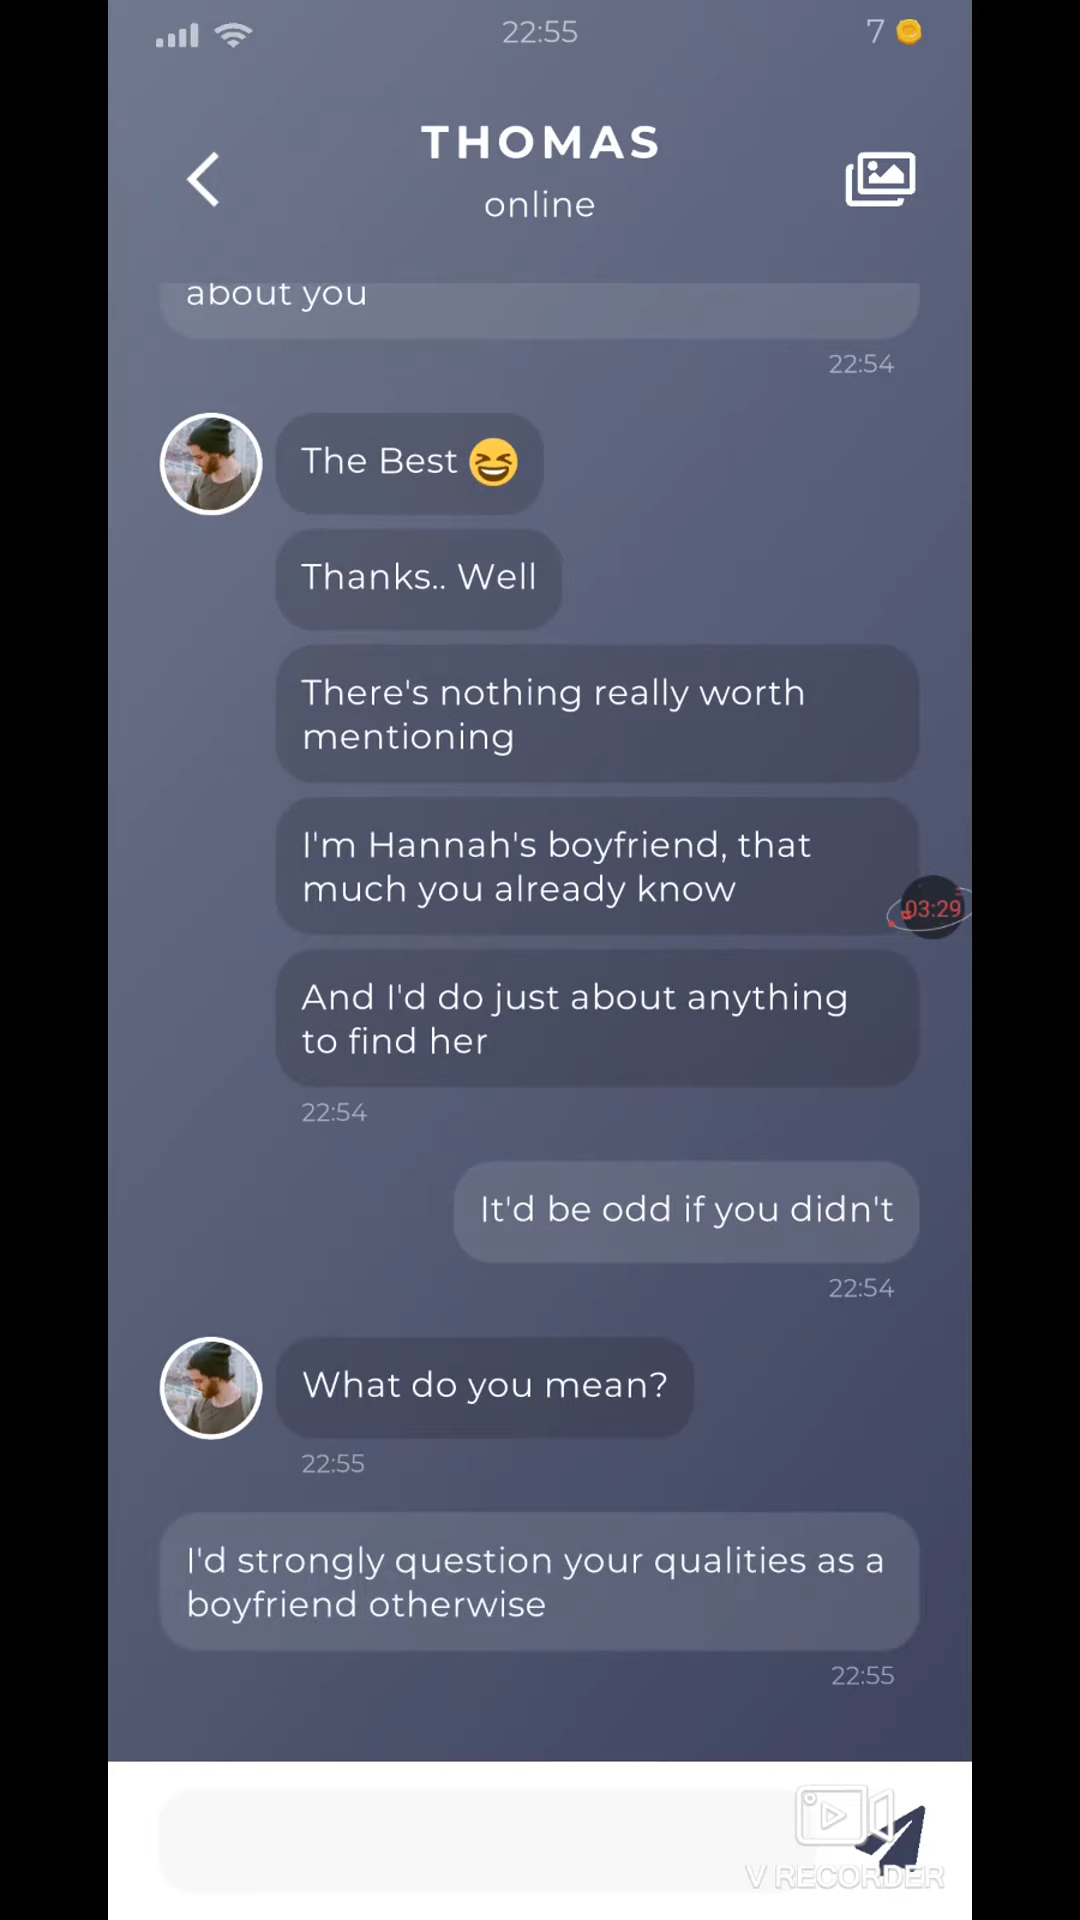 22:55
7
THOMAS
online
about you
22:54
The Best
Thanks.. Well
There's nothing really worth
mentioning
I'm Hannah's boyfriend, that
much you already know
03:29
And I'd do just about anything
to find her
22:54
It'd be odd if you didn't
22:54
What do you mean?
22:55
I'd strongly question your qualities as a
boyfriend otherwise
22:55
V RECORDER